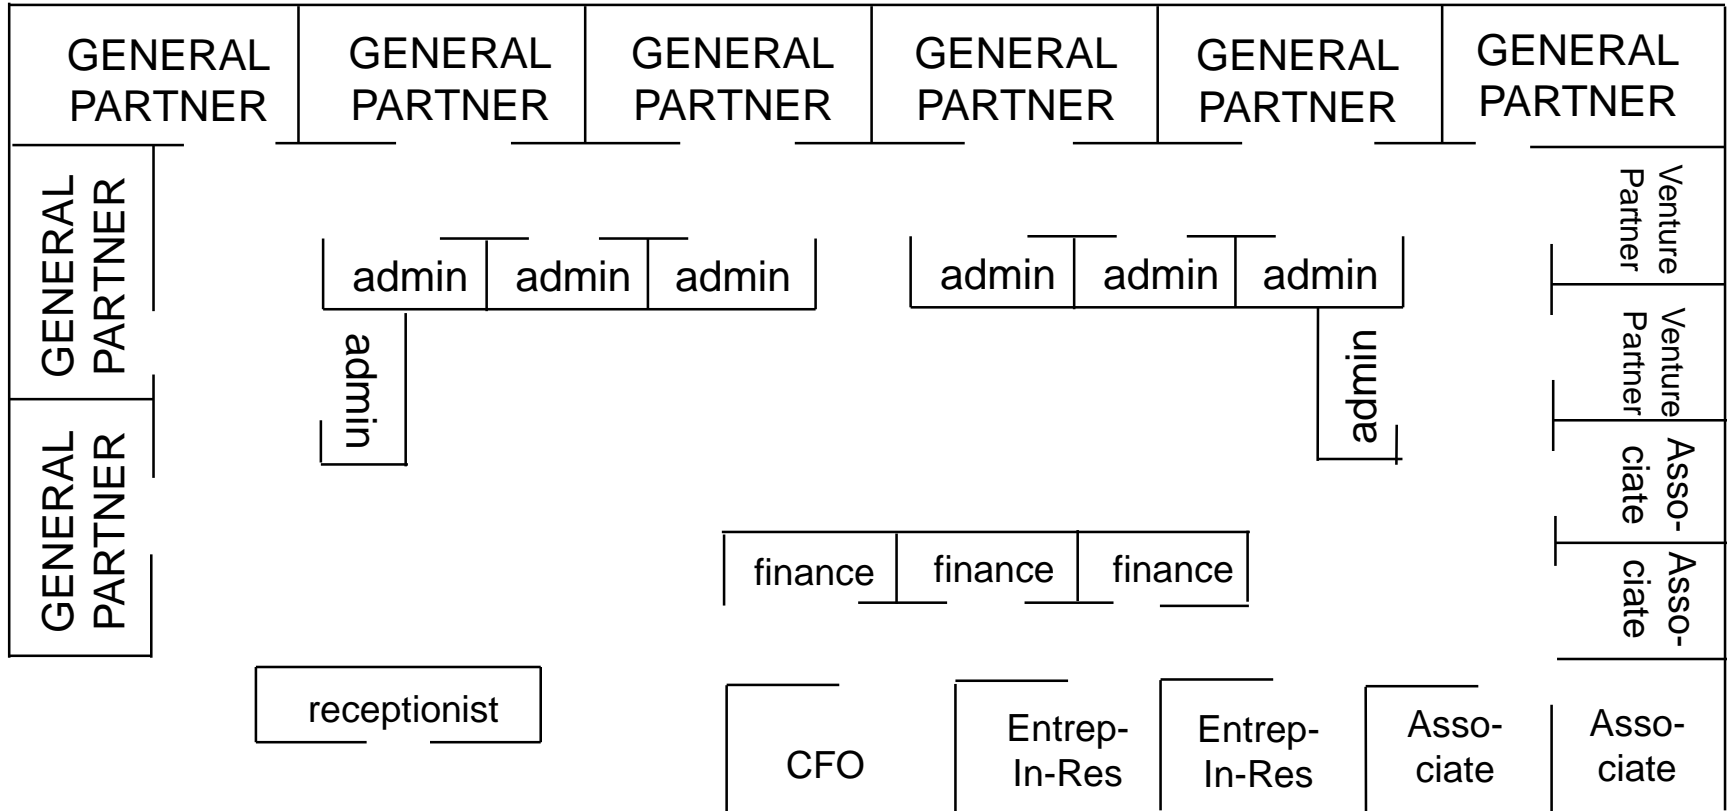 GENERAL
PARTNER
GENERAL
PARTNER
GENERAL
PARTNER
GENERAL
PARTNER
GENERAL
PARTNER
GENERAL
PARTNER
GENERAL
PARTNER
GENERAL
PARTNER
admin
admin
admin
admin
admin
admin
admin
admin
Venture
Partner
Venture
Partner
Asso-
ciate
Asso-
ciate
finance
finance
finance
receptionist
CFO
Entrep-
In-Res
Entrep-
In-Res
Asso-
ciate
Asso-
ciate